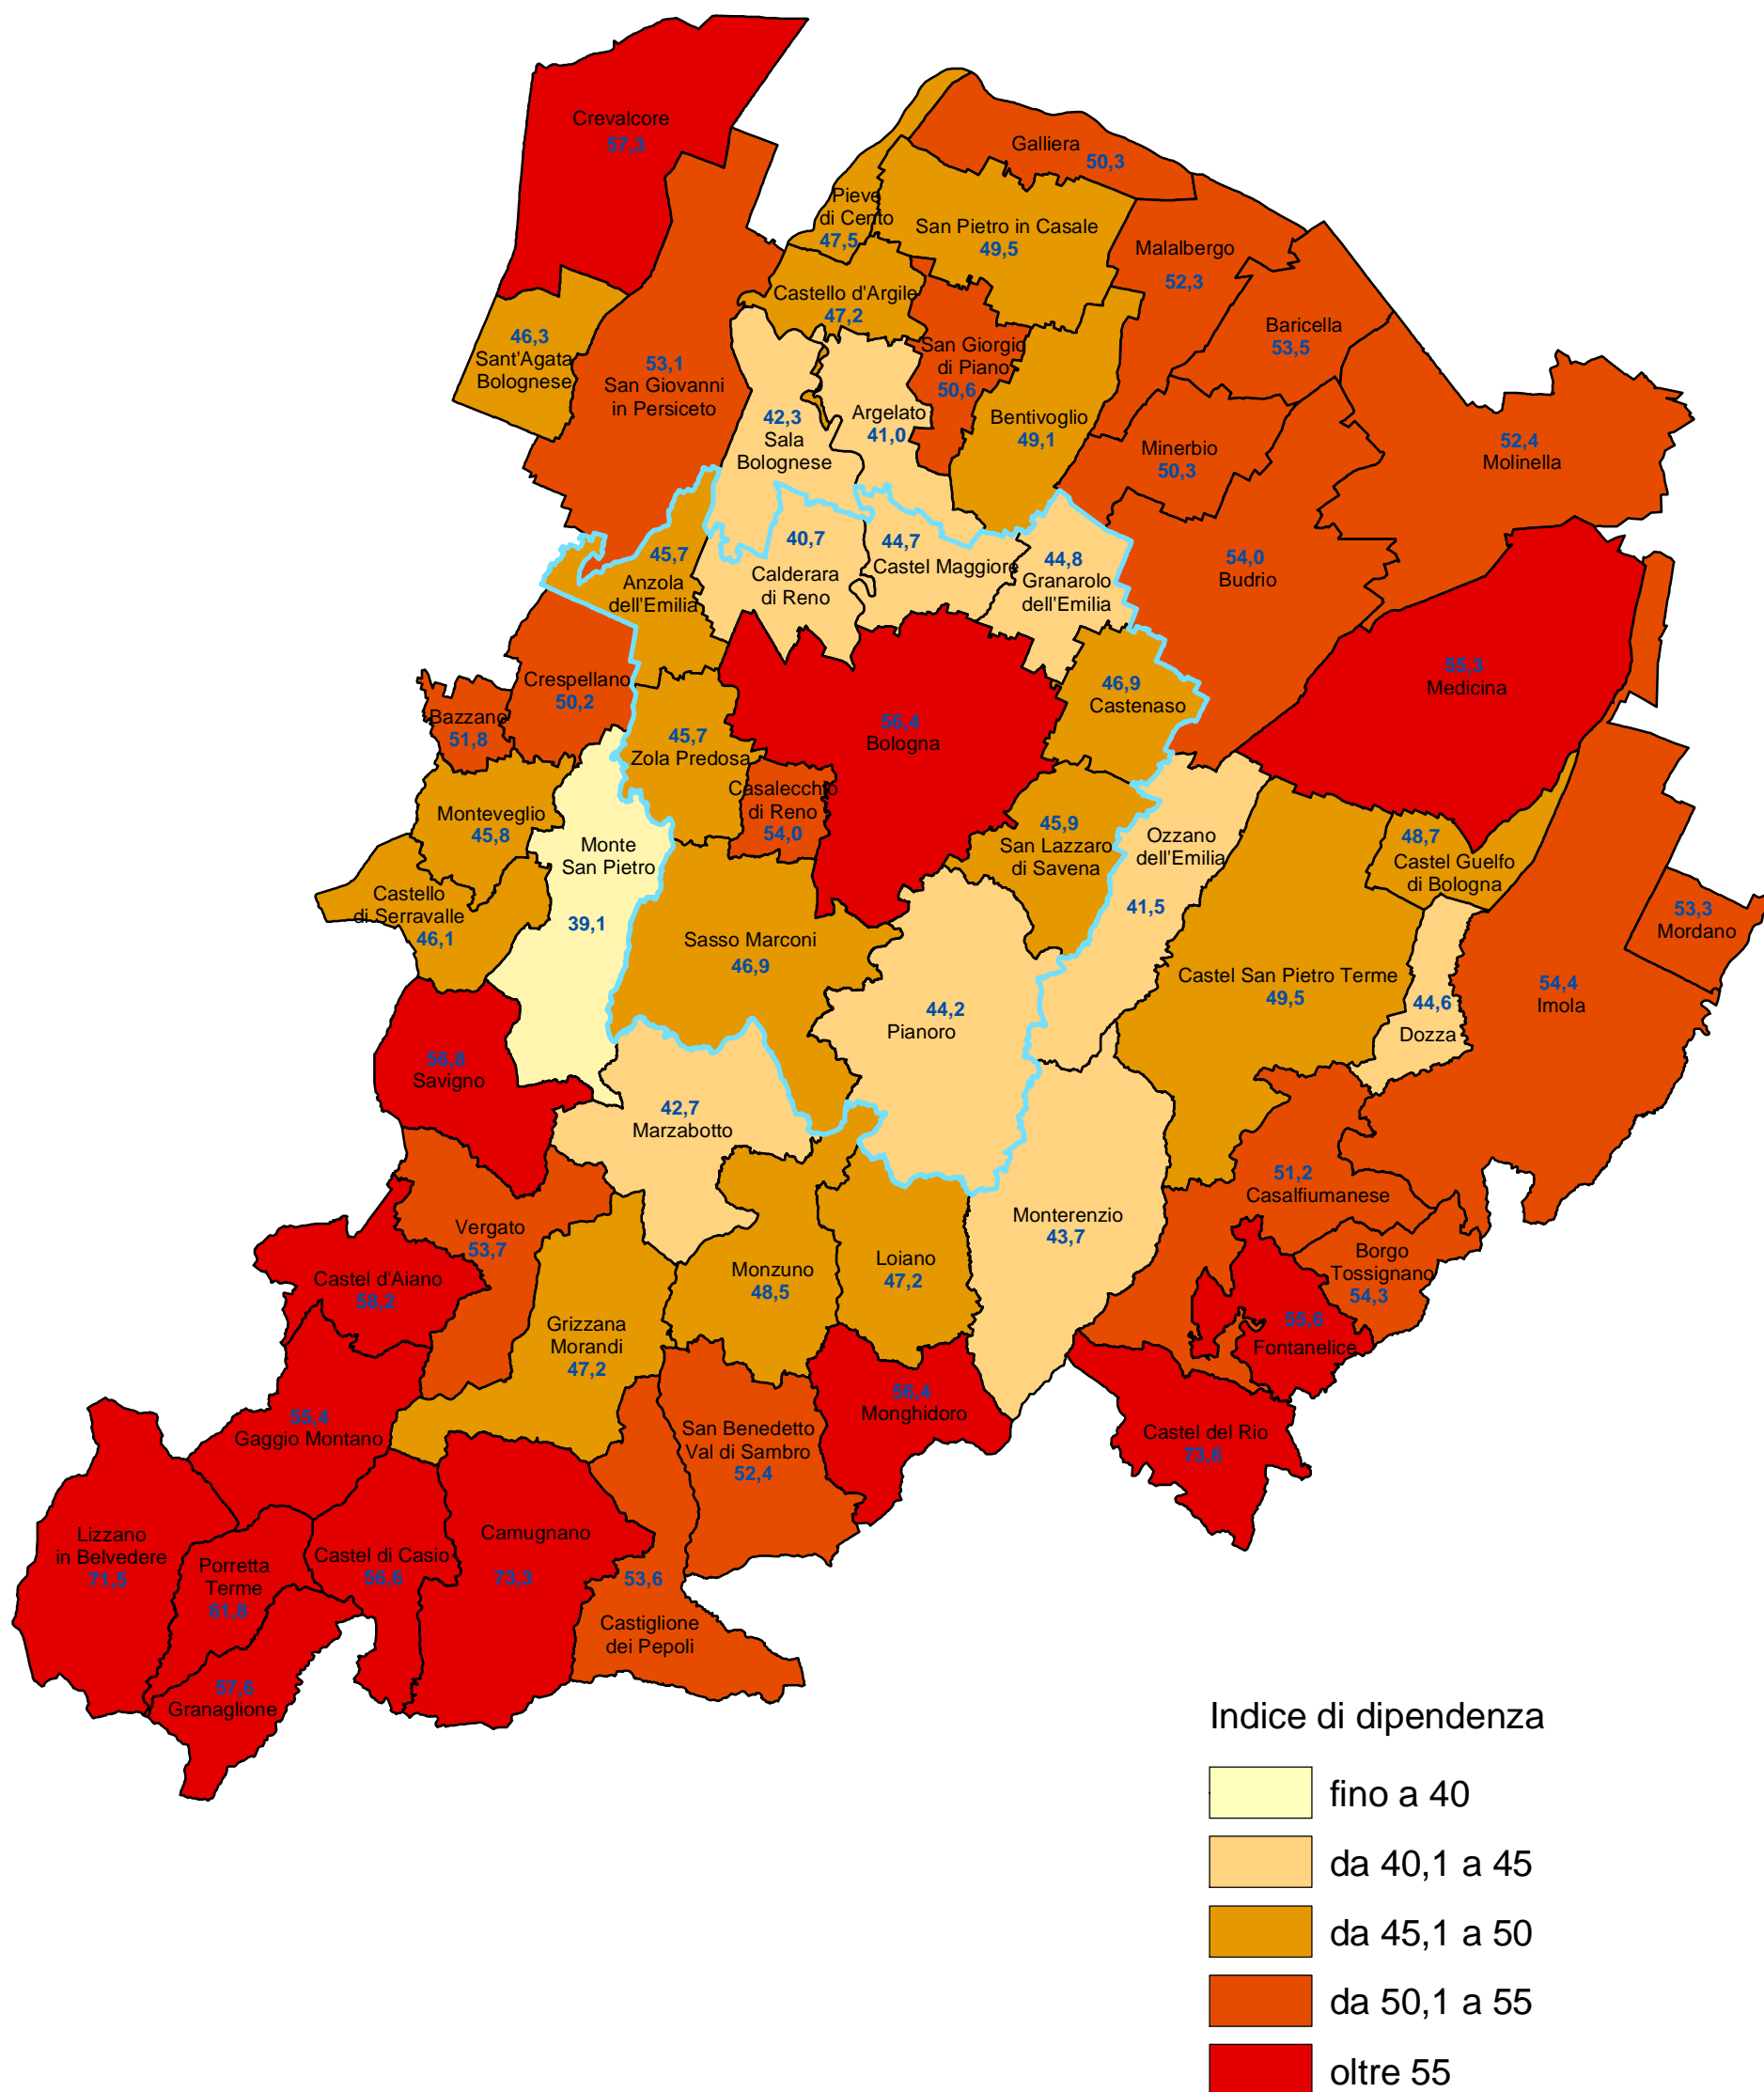 Crevalcore
57,3
Galliera
50,3
Pieve
di Cento
47,5
San Pietro in Casale
49,5
Malalbergo
52,3
Castello d'Argile
47,2
Baricella
53,5
46,3
Sant'Agata
Bolognese
53,1
San Giovanni
in Persiceto
San Giorgio
di Piano
50,6
42,3
Sala
Bolognese
Argelato
41,0
Bentivoglio
49,1
Minerbio
50,3
52,4
Molinella
45,7
Anzola
dell'Emilia
40,7
Calderara
di Reno
44,7
Castel Maggiore
44,8
Granarolo
dell'Emilia
54,0
Budrio
Crespellano
50,2
Bazzano
51,8
45,7
Zola Predosa
56,4
Bologna
46,9
Castenaso
55,3
Medicina
Casalecchio
di Reno
54,0
Monteveglio
45,8
Monte
San Pietro
39,1
45,9
San Lazzaro
di Savena
Ozzano
dell'Emilia
41,5
48,7
Castel Guelfo
di Bologna
Castello
di Serravalle
46,1
53,3
Mordano
Sasso Marconi
46,9
Castel San Pietro Terme
49,5
54,4
Imola
44,2
Pianoro
44,6
Dozza
56,8
Savigno
42,7
Marzabotto
51,2
Casalfiumanese
Vergato
53,7
Monterenzio
43,7
Castel d'Aiano
58,2
Monzuno
48,5
Loiano
47,2
Borgo
Tossignano
54,3
Grizzana
Morandi
47,2
55,6
Fontanelice
55,4
Gaggio Montano
56,4
Monghidoro
San Benedetto
Val di Sambro
52,4
Castel del Rio
73,6
Lizzano
in Belvedere
71,5
Porretta
Terme
61,8
Castel di Casio
56,6
Camugnano
73,3
53,6
Castiglione
dei Pepoli
57,6
Granaglione
Indice di dipendenza
fino a 40
da 40,1 a 45
da 45,1 a 50
da 50,1 a 55
oltre 55